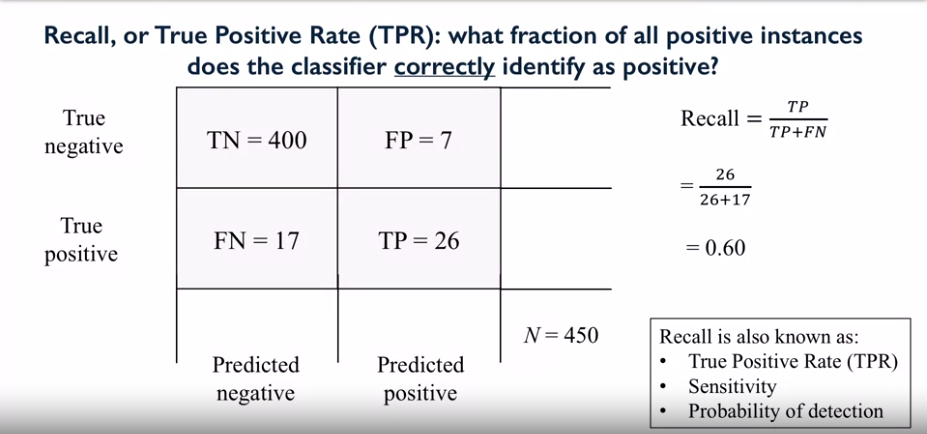 Recall, or True Positive Rate (TPR): what fraction of all positive instances
does the classifier correctly identify as positive?
True
negative
TN = 400
FP = 7
Recall = TP/TP+FN
= 26/26+17
= 0.60
True
positive
FN = 17
TP = 26
N = 450
Predicted
negative
Predicted
positive
Recall is also known as:
• True Positive Rate (TPR)
• Sensitivity
• Probability of detection